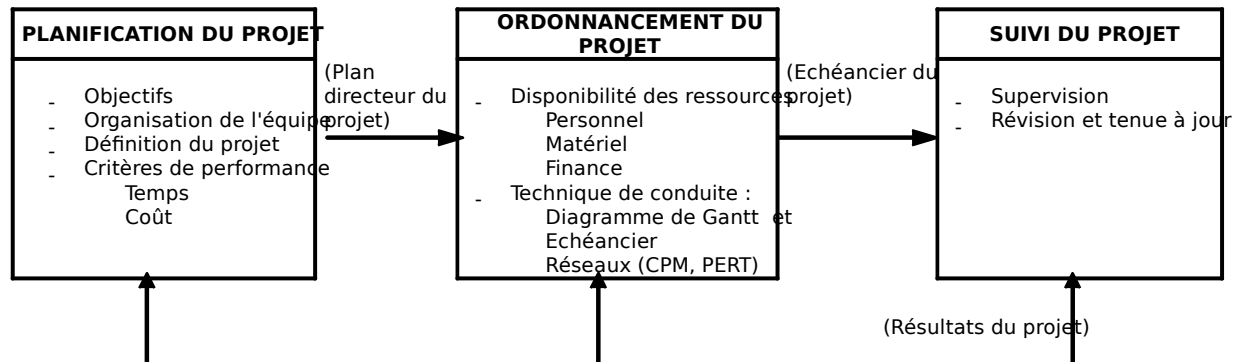 PLANIFICATION DU PROJET
- Objectifs
- Organisation de l'équipe
- Définition du projet
- Critères de performance
Temps
Coût
(Plan
directeur du
projet)
ORDONNANCEMENT DU
PROJET
- Disponibilité des ressources
Personnel
Matériel
Finance
- Technique de conduite :
Diagramme de Gantt et
Echéancier
Réseaux (CPM, PERT)
(Echéancier du
projet)
SUIVI DU PROJET
- Supervision
- Révision et tenue à jour
(Résultats du projet)